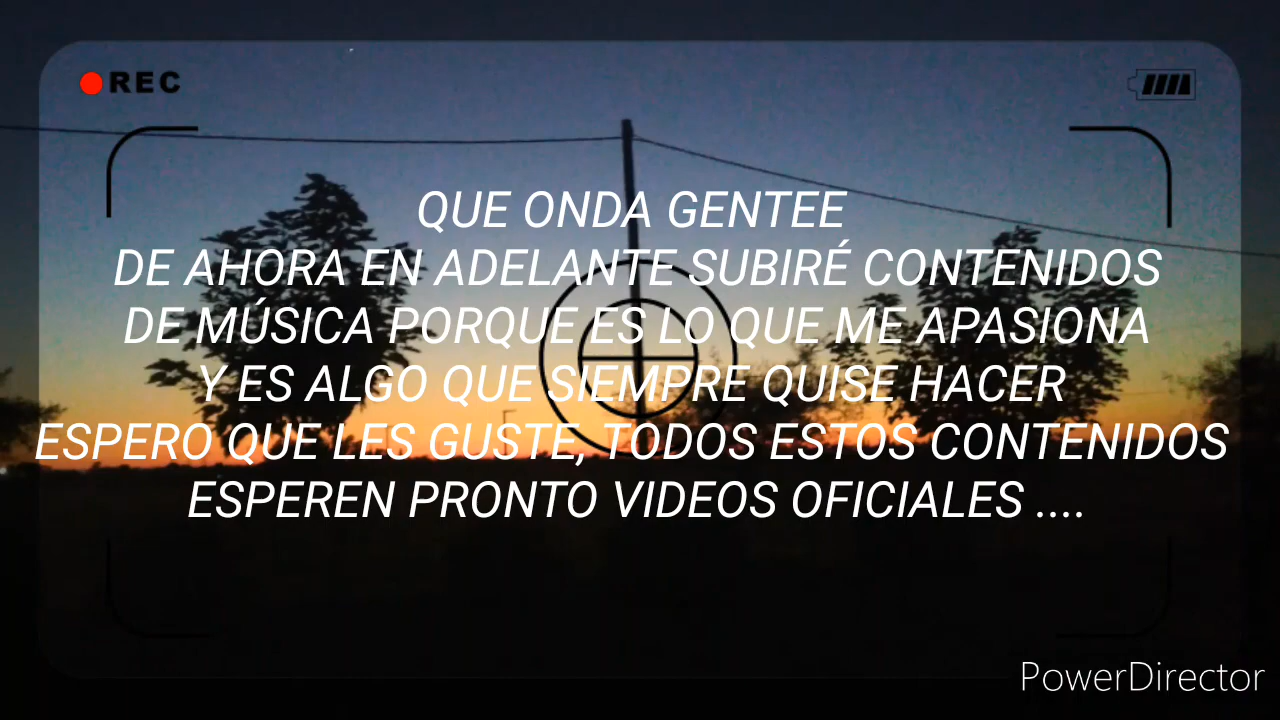 REC
QUE ONDA GENTEE
DE AHORA EN ADELANTE SUBIRÉ CONTENIDOS
DE MÚSICA PORQUE ES LO QUE ME APASIONA
Y ES ALGO QUE SIEMPRE QUISE HACER
ESPERO QUE LES GUSTE, TODOS ESTOS CONTENIDOS
ESPEREN PRONTO VIDEOS OFICIALES ....
PowerDirector